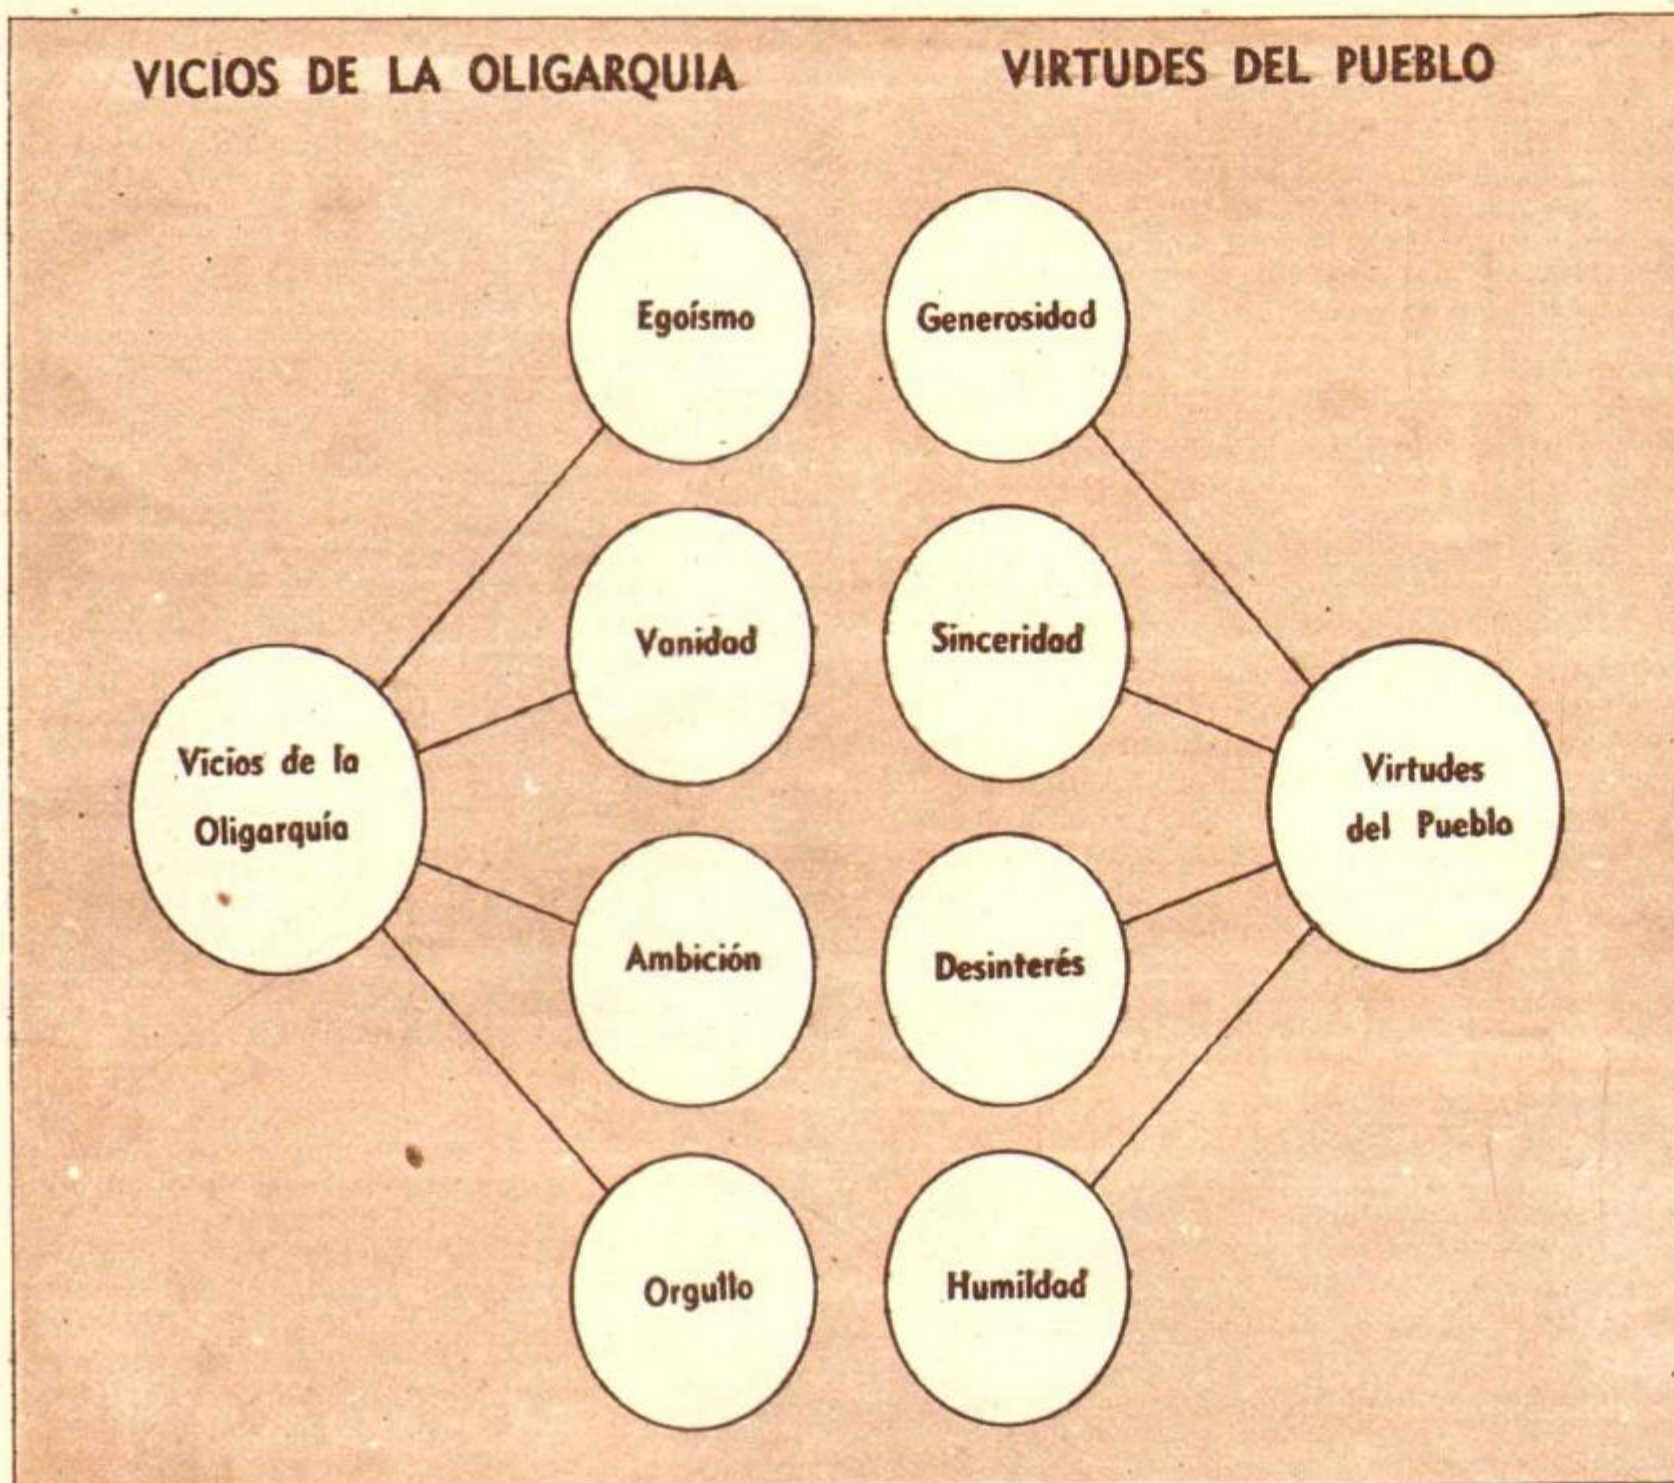 VICIOS DE LA OLIGARQUIA
VIRTUDES DEL PUEBLO
Egoísmo
Generosidad
Vanidad
Sinceridad
Vicios de la
Oligarquía
Virtudes
del Pueblo
Ambición
Desinterés
Orgullo
Humildad